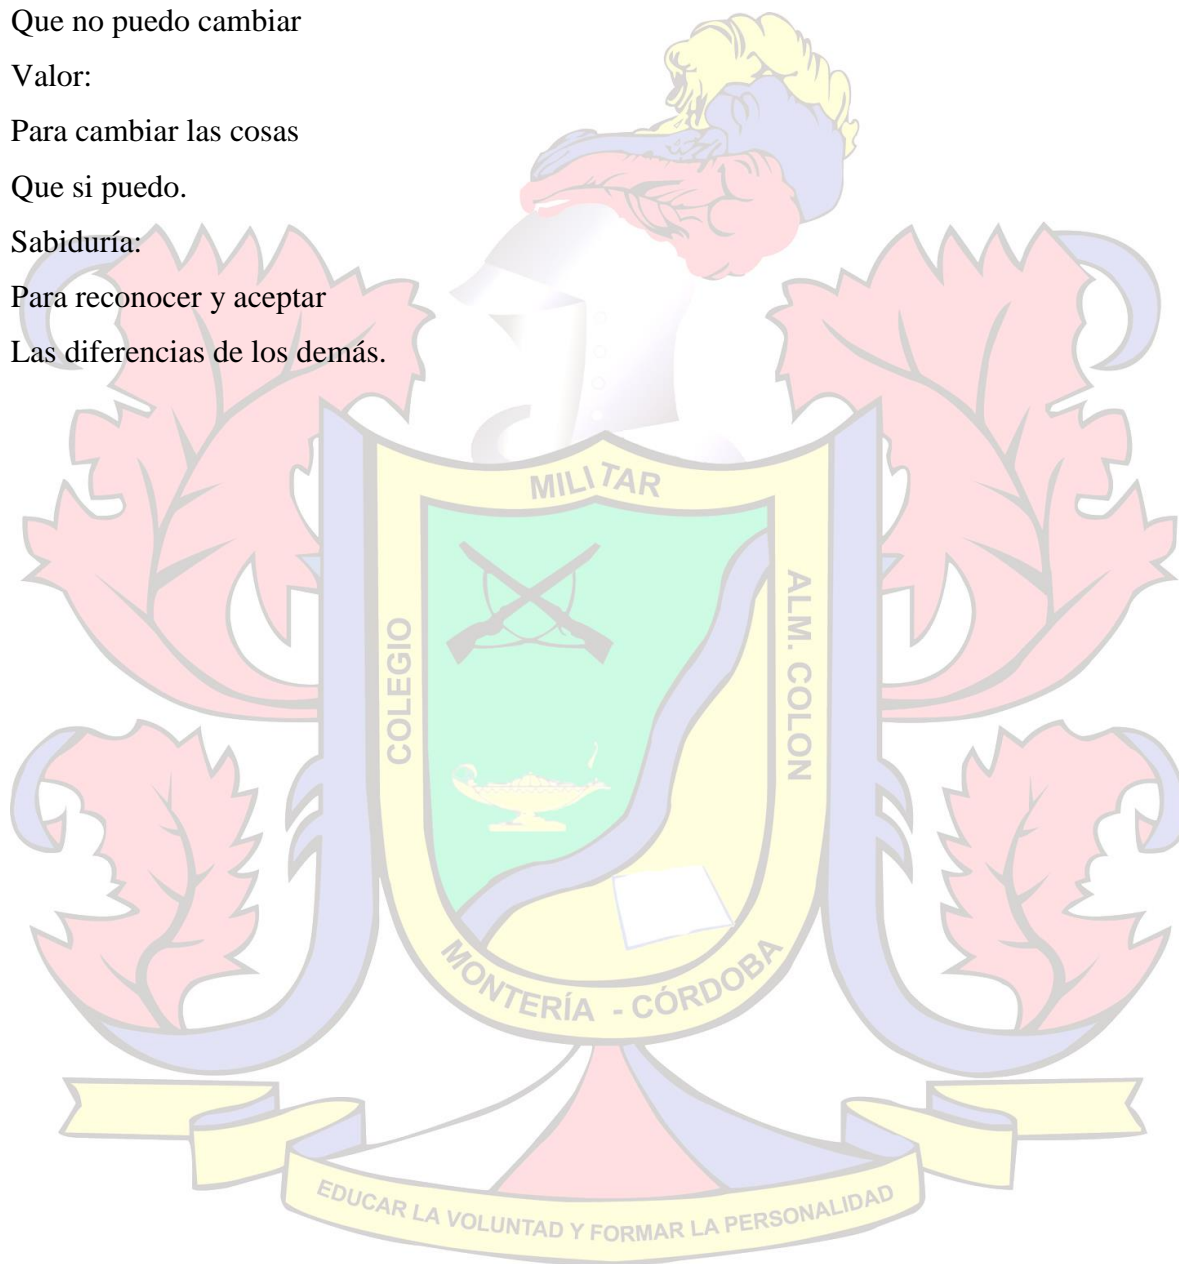 Que no puedo cambiar
Valor:
Para cambiar las cosas
Que si puedo.
Sabiduría:
Para reconocer y aceptar
Las diferencias de los demás.
MILITAR
COLEGIO
ALM. COLON
MONTERÍA - CÓRDOBA
EDUCAR LA VOLUNTAD Y FORMAR LA PERSONALIDAD